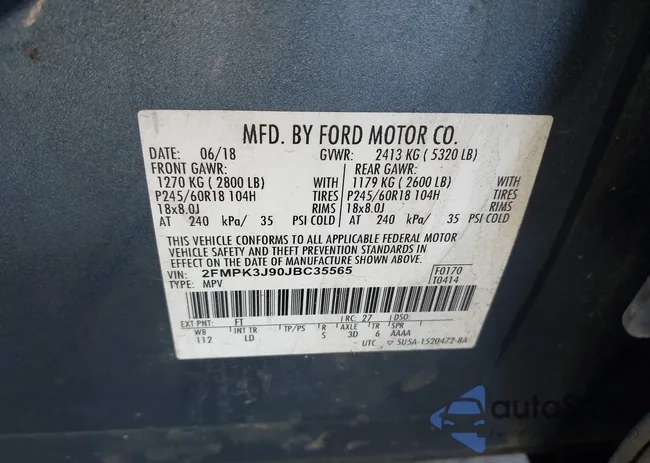 MFD. BY FORD MOTOR CO.
DATE: 06/18 GVWR: 2413 KG ( 5320 LB)
FRONT GAWR: REAR GAWR:
1270 KG ( 2800 LB) WITH 1179 KG ( 2600 LB) WITH
P245/60R18 104H TIRES P245/60R18 104H TIRES
18x8.0J RIMS 18x8.0J RIMS
AT 240 kPa/ 35 PSI COLD AT 240 kPa/ 35 PSI COLD
THIS VEHICLE CONFORMS TO ALL APPLICABLE FEDERAL MOTOR
VEHICLE SAFETY AND THEFT PREVENTION STANDARDS IN
EFFECT ON THE DATE OF MANUFACTURE SHOWN ABOVE.
VIN: 2FMPK3J90JBC35565 F0170
TYPE: MPV T0414
EXT PNT: FT RC: 27 DSO:
WB INT TR TP/PS R AXLE TR SPR
112 LD S 3D 6 AAAA
UTC ▽ 5U5A-1520472-BA